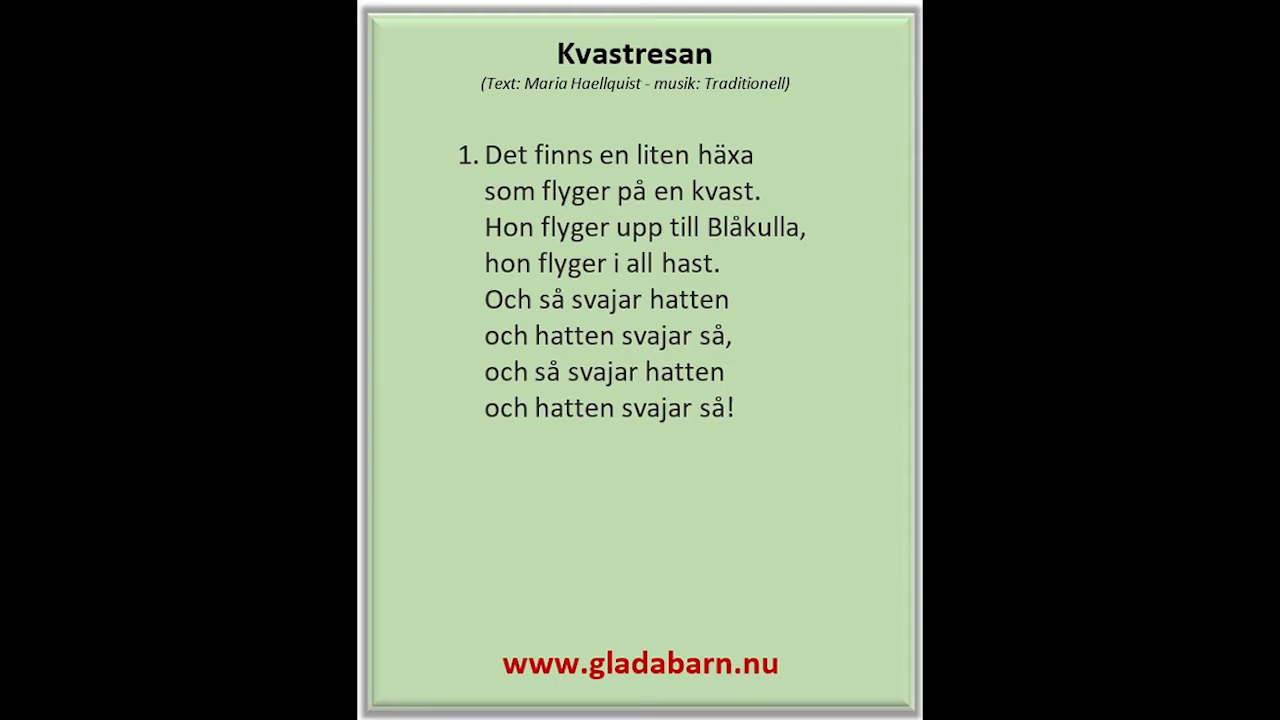 Kvastresan
(Text: Maria Haellquist - musik: Traditionell)
1. Det finns en liten häxa
som flyger på en kvast.
Hon flyger upp till Blåkulla,
hon flyger i all hast.
Och så svajar hatten
och hatten svajar så,
och så svajar hatten
och hatten svajar så!
www.gladabarn.nu